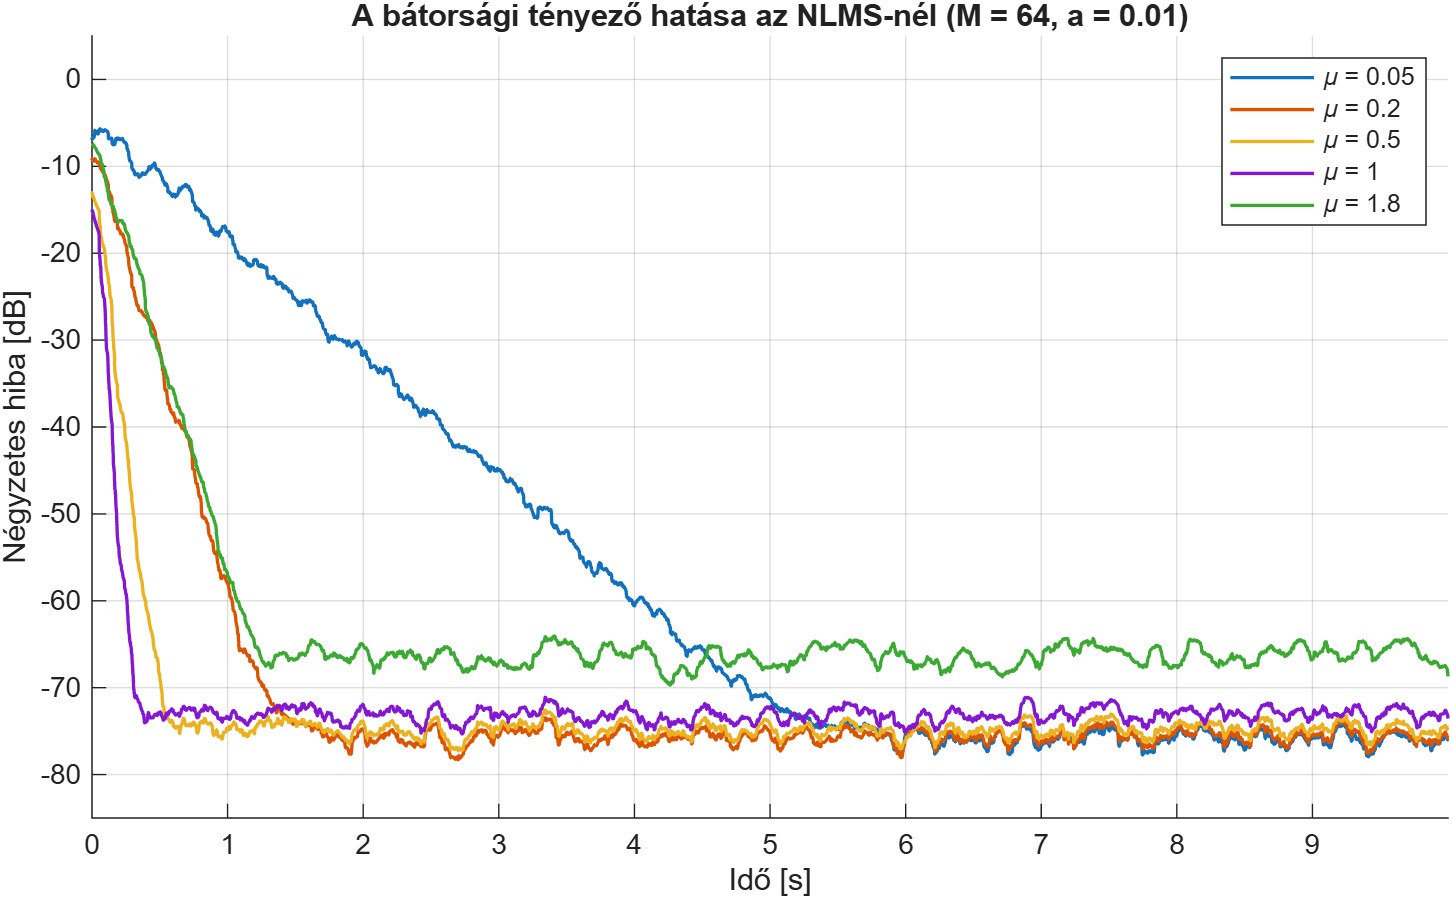 A bátorsági tényező hatása az NLMS-nél (M = 64, a = 0.01)
μ = 0.05
μ = 0.2
μ = 0.5
μ = 1
μ = 1.8
Négyzetes hiba [dB]
0
-10
-20
-30
-40
-50
-60
-70
-80
0 1 2 3 4 5 6 7 8 9
Idő [s]